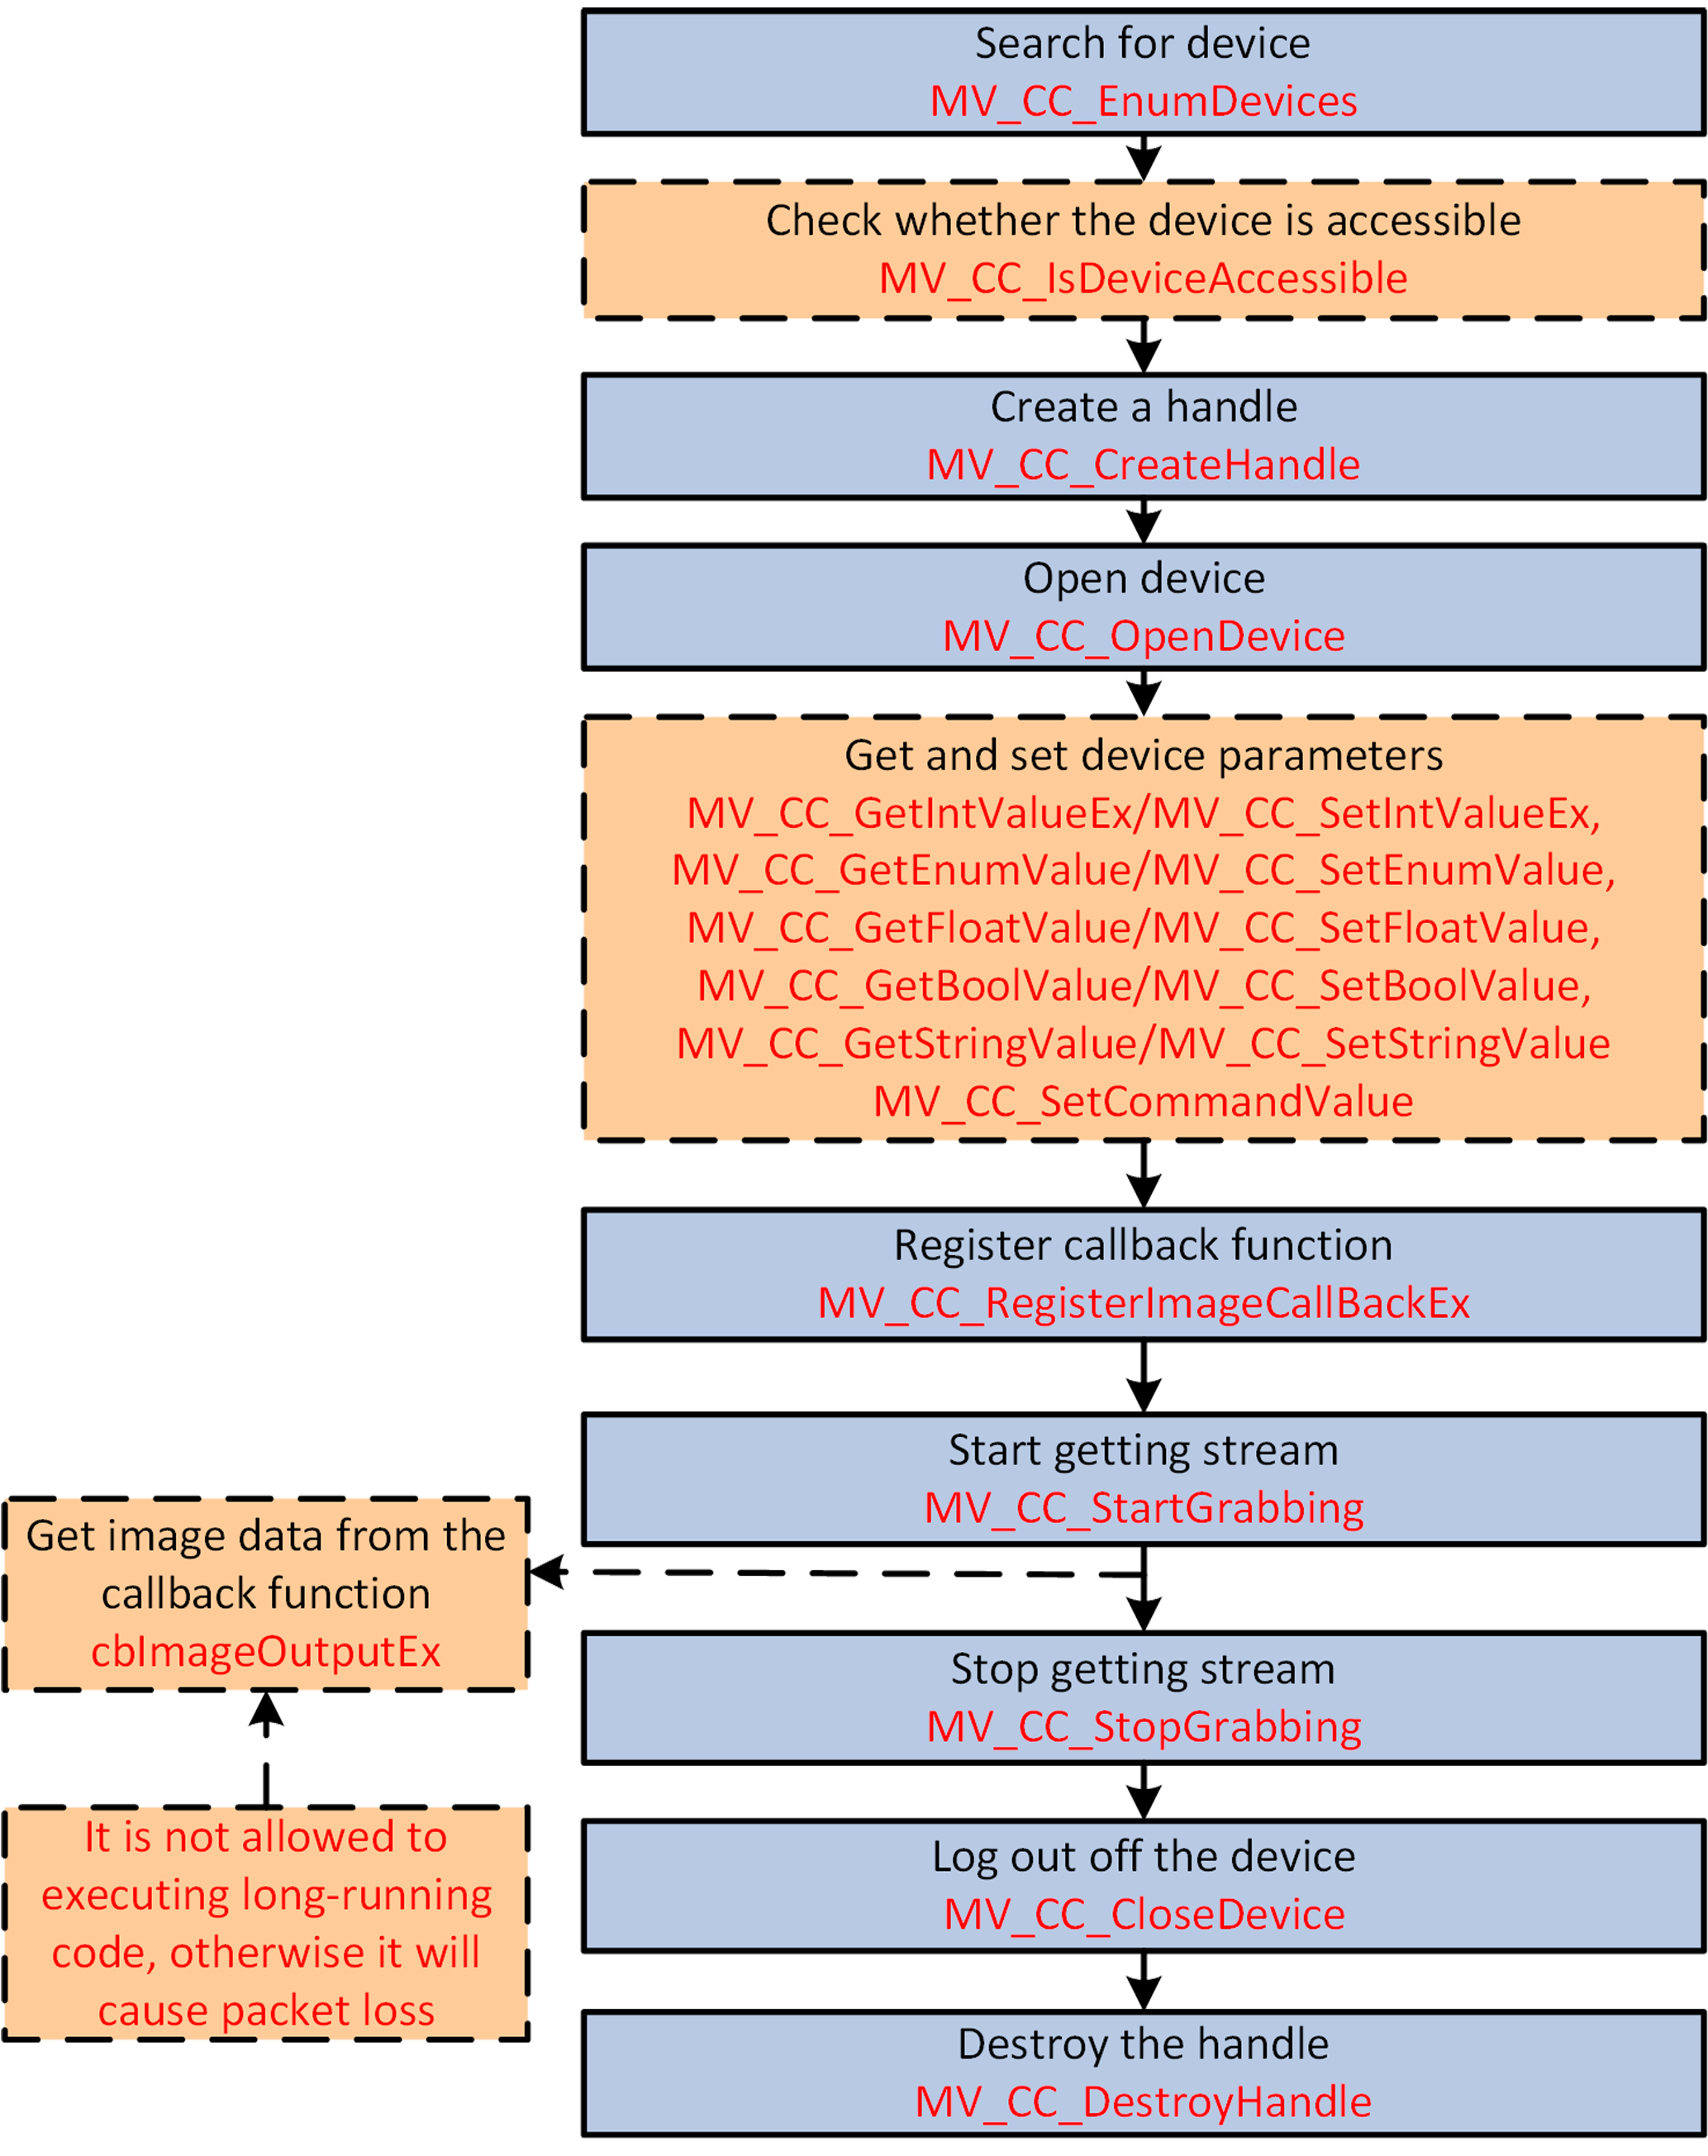 Search for device
MV_CC_EnumDevices
Check whether the device is accessible
MV_CC_IsDeviceAccessible
Create a handle
MV_CC_CreateHandle
Open device
MV_CC_OpenDevice
Get and set device parameters
MV_CC_GetIntValueEx/MV_CC_SetIntValueEx,
MV_CC_GetEnumValue/MV_CC_SetEnumValue,
MV_CC_GetFloatValue/MV_CC_SetFloatValue,
MV_CC_GetBoolValue/MV_CC_SetBoolValue,
MV_CC_GetStringValue/MV_CC_SetStringValue
MV_CC_SetCommandValue
Register callback function
MV_CC_RegisterImageCallBackEx
Start getting stream
MV_CC_StartGrabbing
Get image data from the
callback function
cbImageOutputEx
It is not allowed to
executing long-running
code, otherwise it will
cause packet loss
Stop getting stream
MV_CC_StopGrabbing
Log out off the device
MV_CC_CloseDevice
Destroy the handle
MV_CC_DestroyHandle